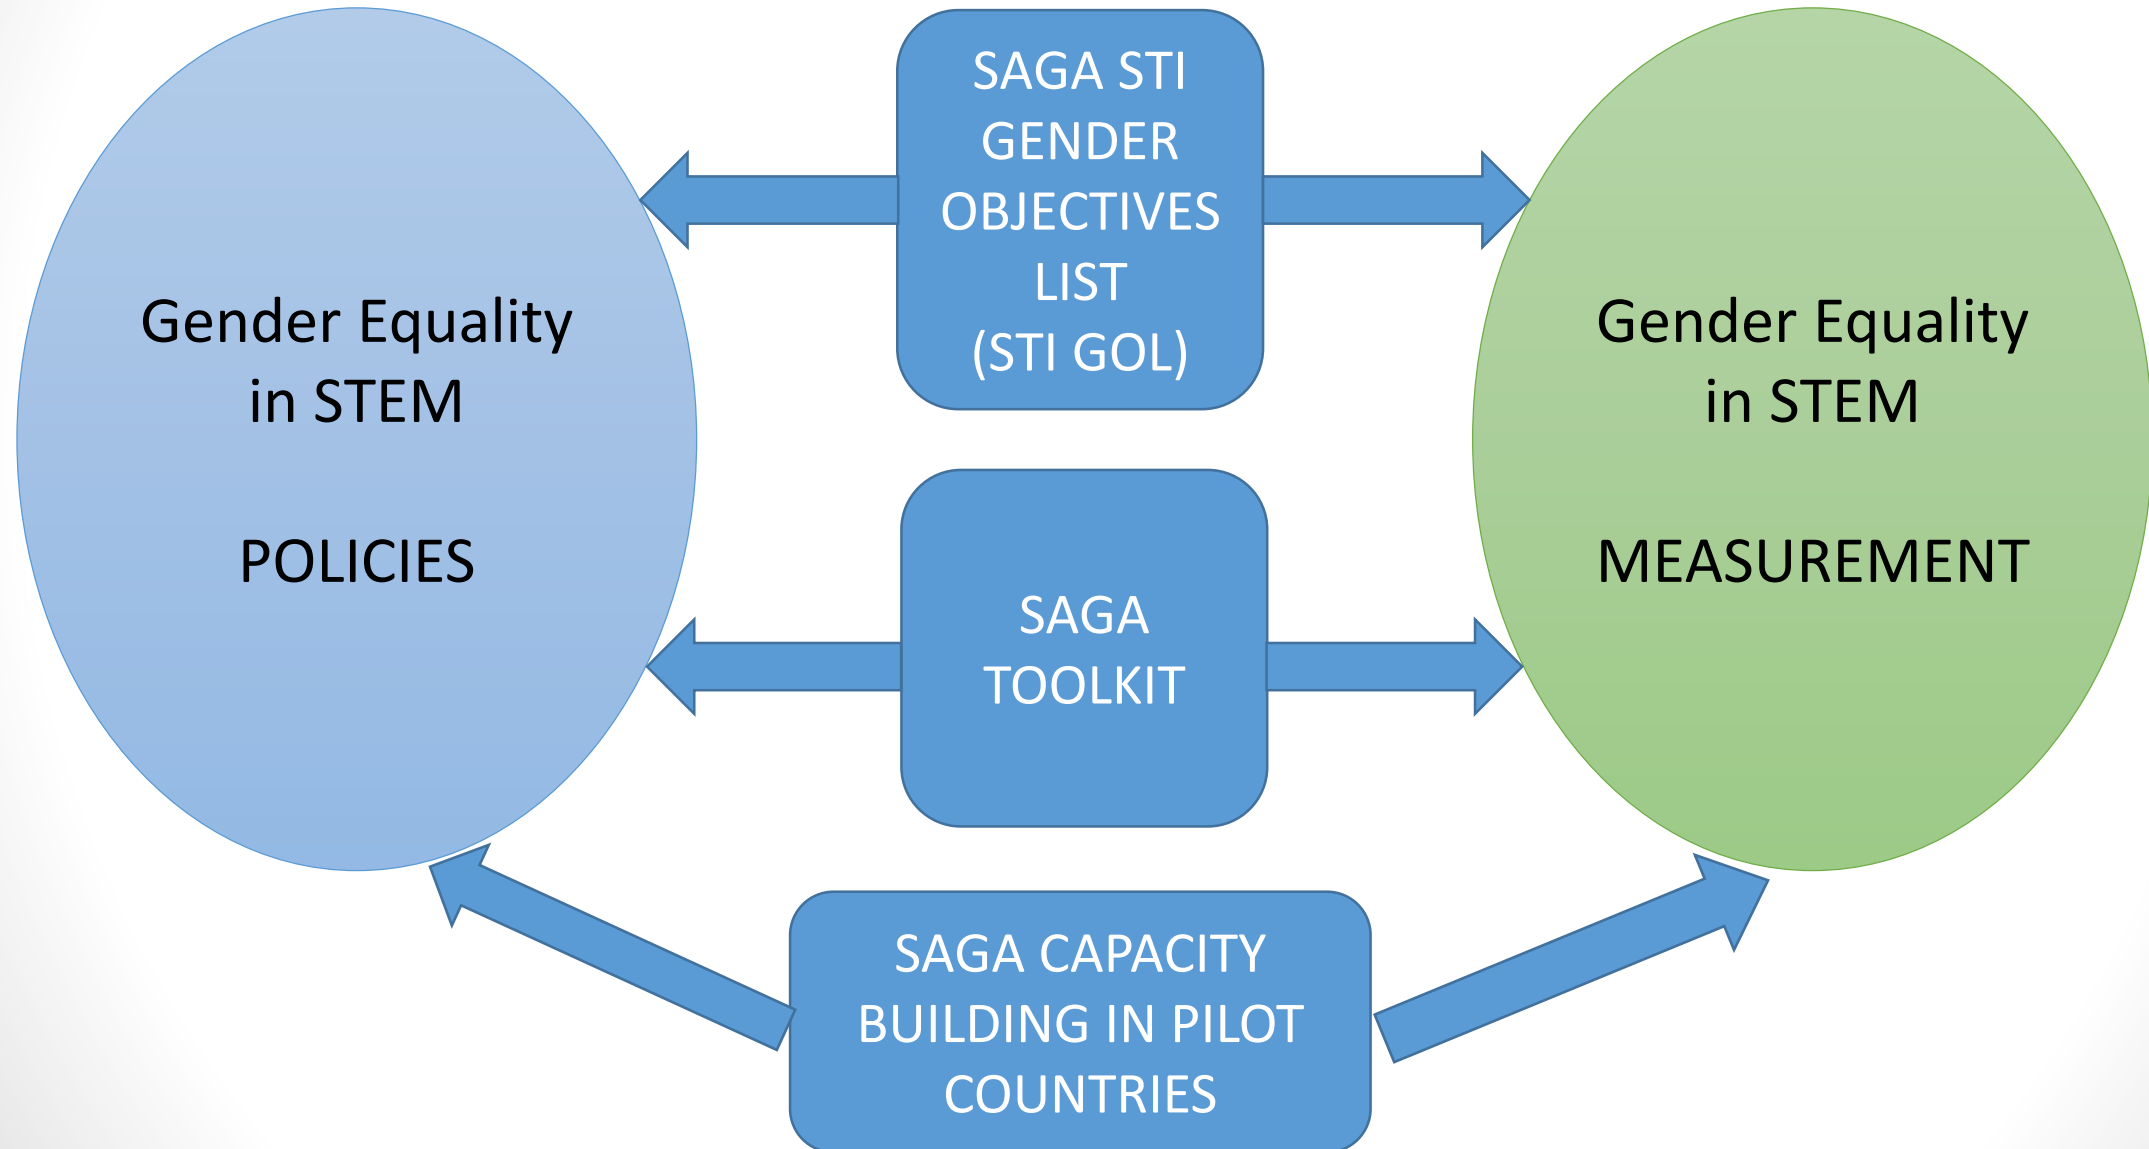 Gender Equality
in STEM
POLICIES
SAGA STI
GENDER
OBJECTIVES
LIST
(STI GOL)
SAGA
TOOLKIT
SAGA CAPACITY
BUILDING IN PILOT
COUNTRIES
Gender Equality
in STEM
MEASUREMENT